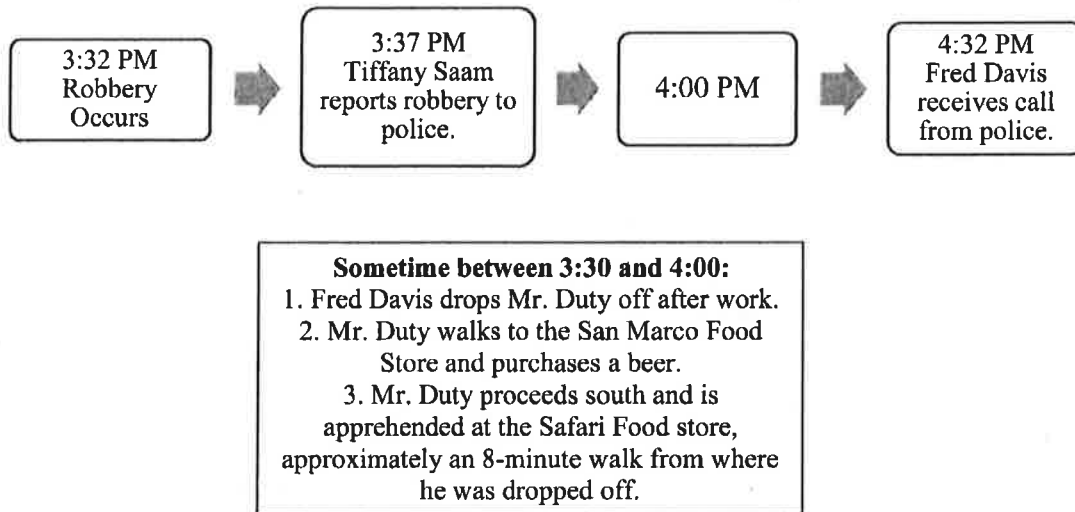 3:32 PM
Robbery
Occurs
3:37 PM
Tiffany Saam
reports robbery to
police.
4:00 PM
4:32 PM
Fred Davis
receives call
from police.
Sometime between 3:30 and 4:00:
1. Fred Davis drops Mr. Duty off after work.
2. Mr. Duty walks to the San Marco Food
Store and purchases a beer.
3. Mr. Duty proceeds south and is
apprehended at the Safari Food store,
approximately an 8-minute walk from where
he was dropped off.